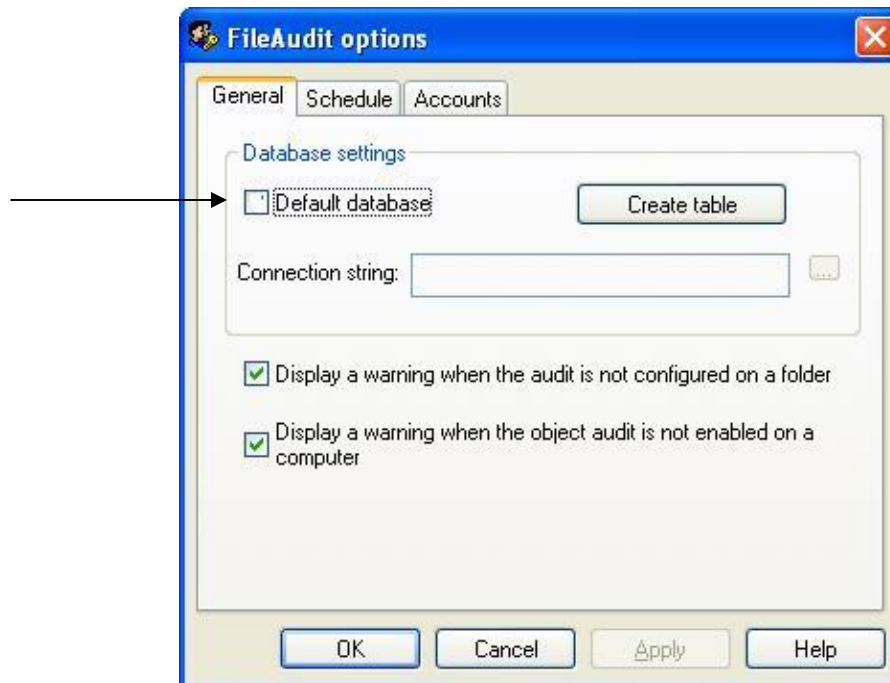 FileAudit options
General Schedule Accounts
Database settings
Default database Create table
Connection string: ...
Display a warning when the audit is not configured on a folder
Display a warning when the object audit is not enabled on a
computer
OK Cancel Apply Help